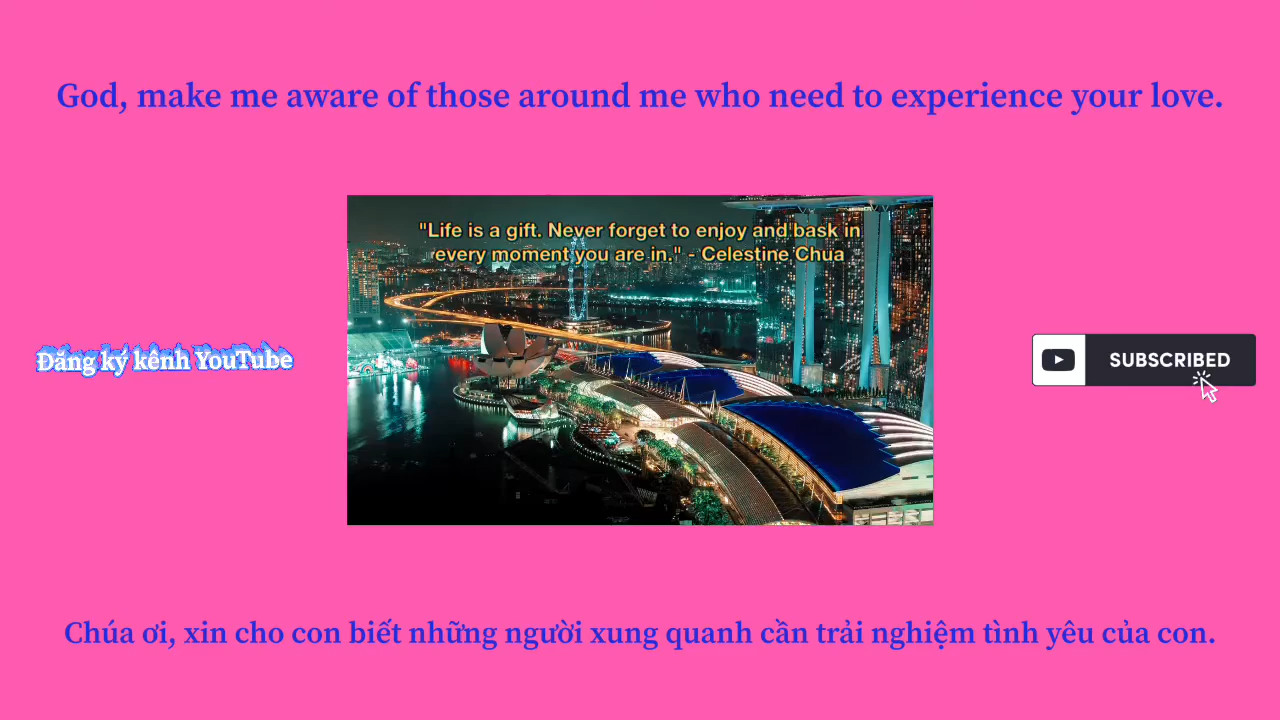 God, make me aware of those around me who need to experience your love.
"Life is a gift. Never forget to enjoy and bask in
every moment you are in." - Celestine Chua
Đăng ký kênh YouTube
SUBSCRIBED
Chúa ơi, xin cho con biết những người xung quanh cần trải nghiệm tình yêu của con.